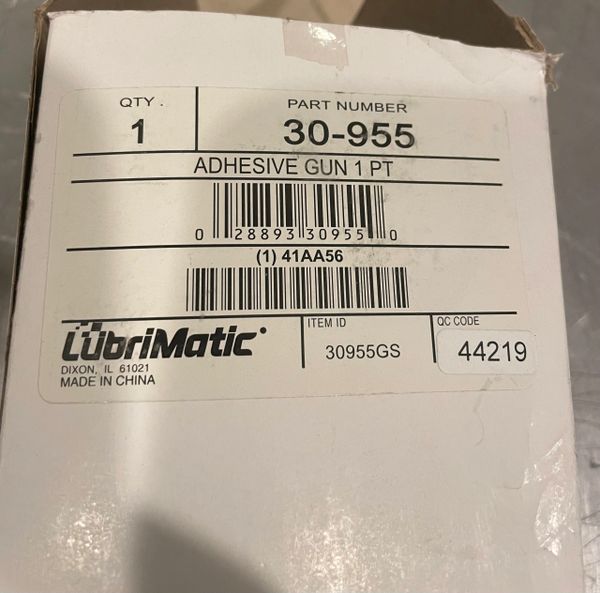 QTY. PART NUMBER
1 30-955
ADHESIVE GUN 1 PT
0 28893 30955 0
(1) 41AA56
LubriMatic ITEM ID QC CODE
30955GS 44219
DIXON, IL 61021
MADE IN CHINA